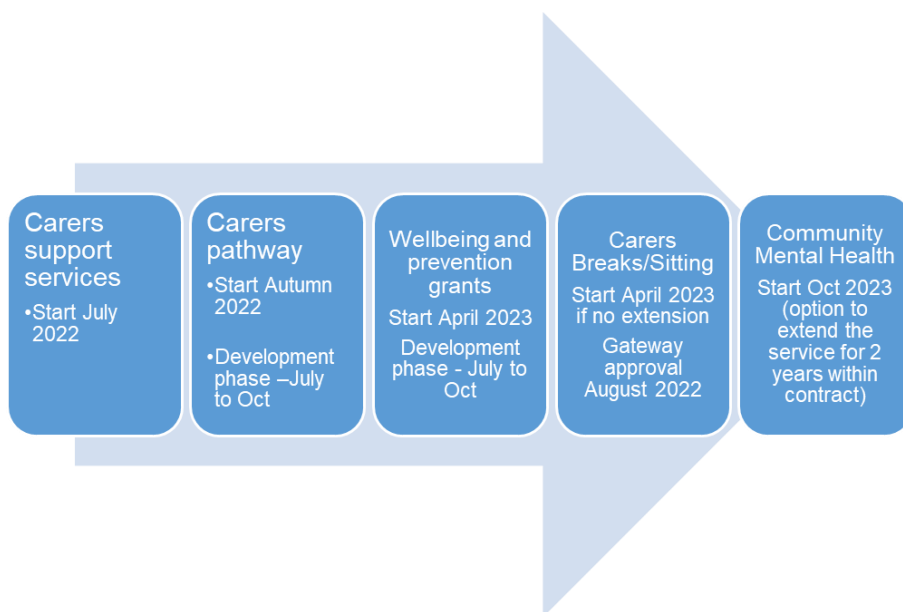 Carers
support
services
•Start July
2022
Carers
pathway
•Start Autumn
2022
•Development
phase –July
to Oct
Wellbeing and
prevention
grants
Start April 2023
Development
phase - July to
Oct
Carers
Breaks/Sitting
Start April 2023
if no extension
Gateway
approval
August 2022
Community
Mental Health
Start Oct 2023
(option to
extend the
service for 2
years within
contract)